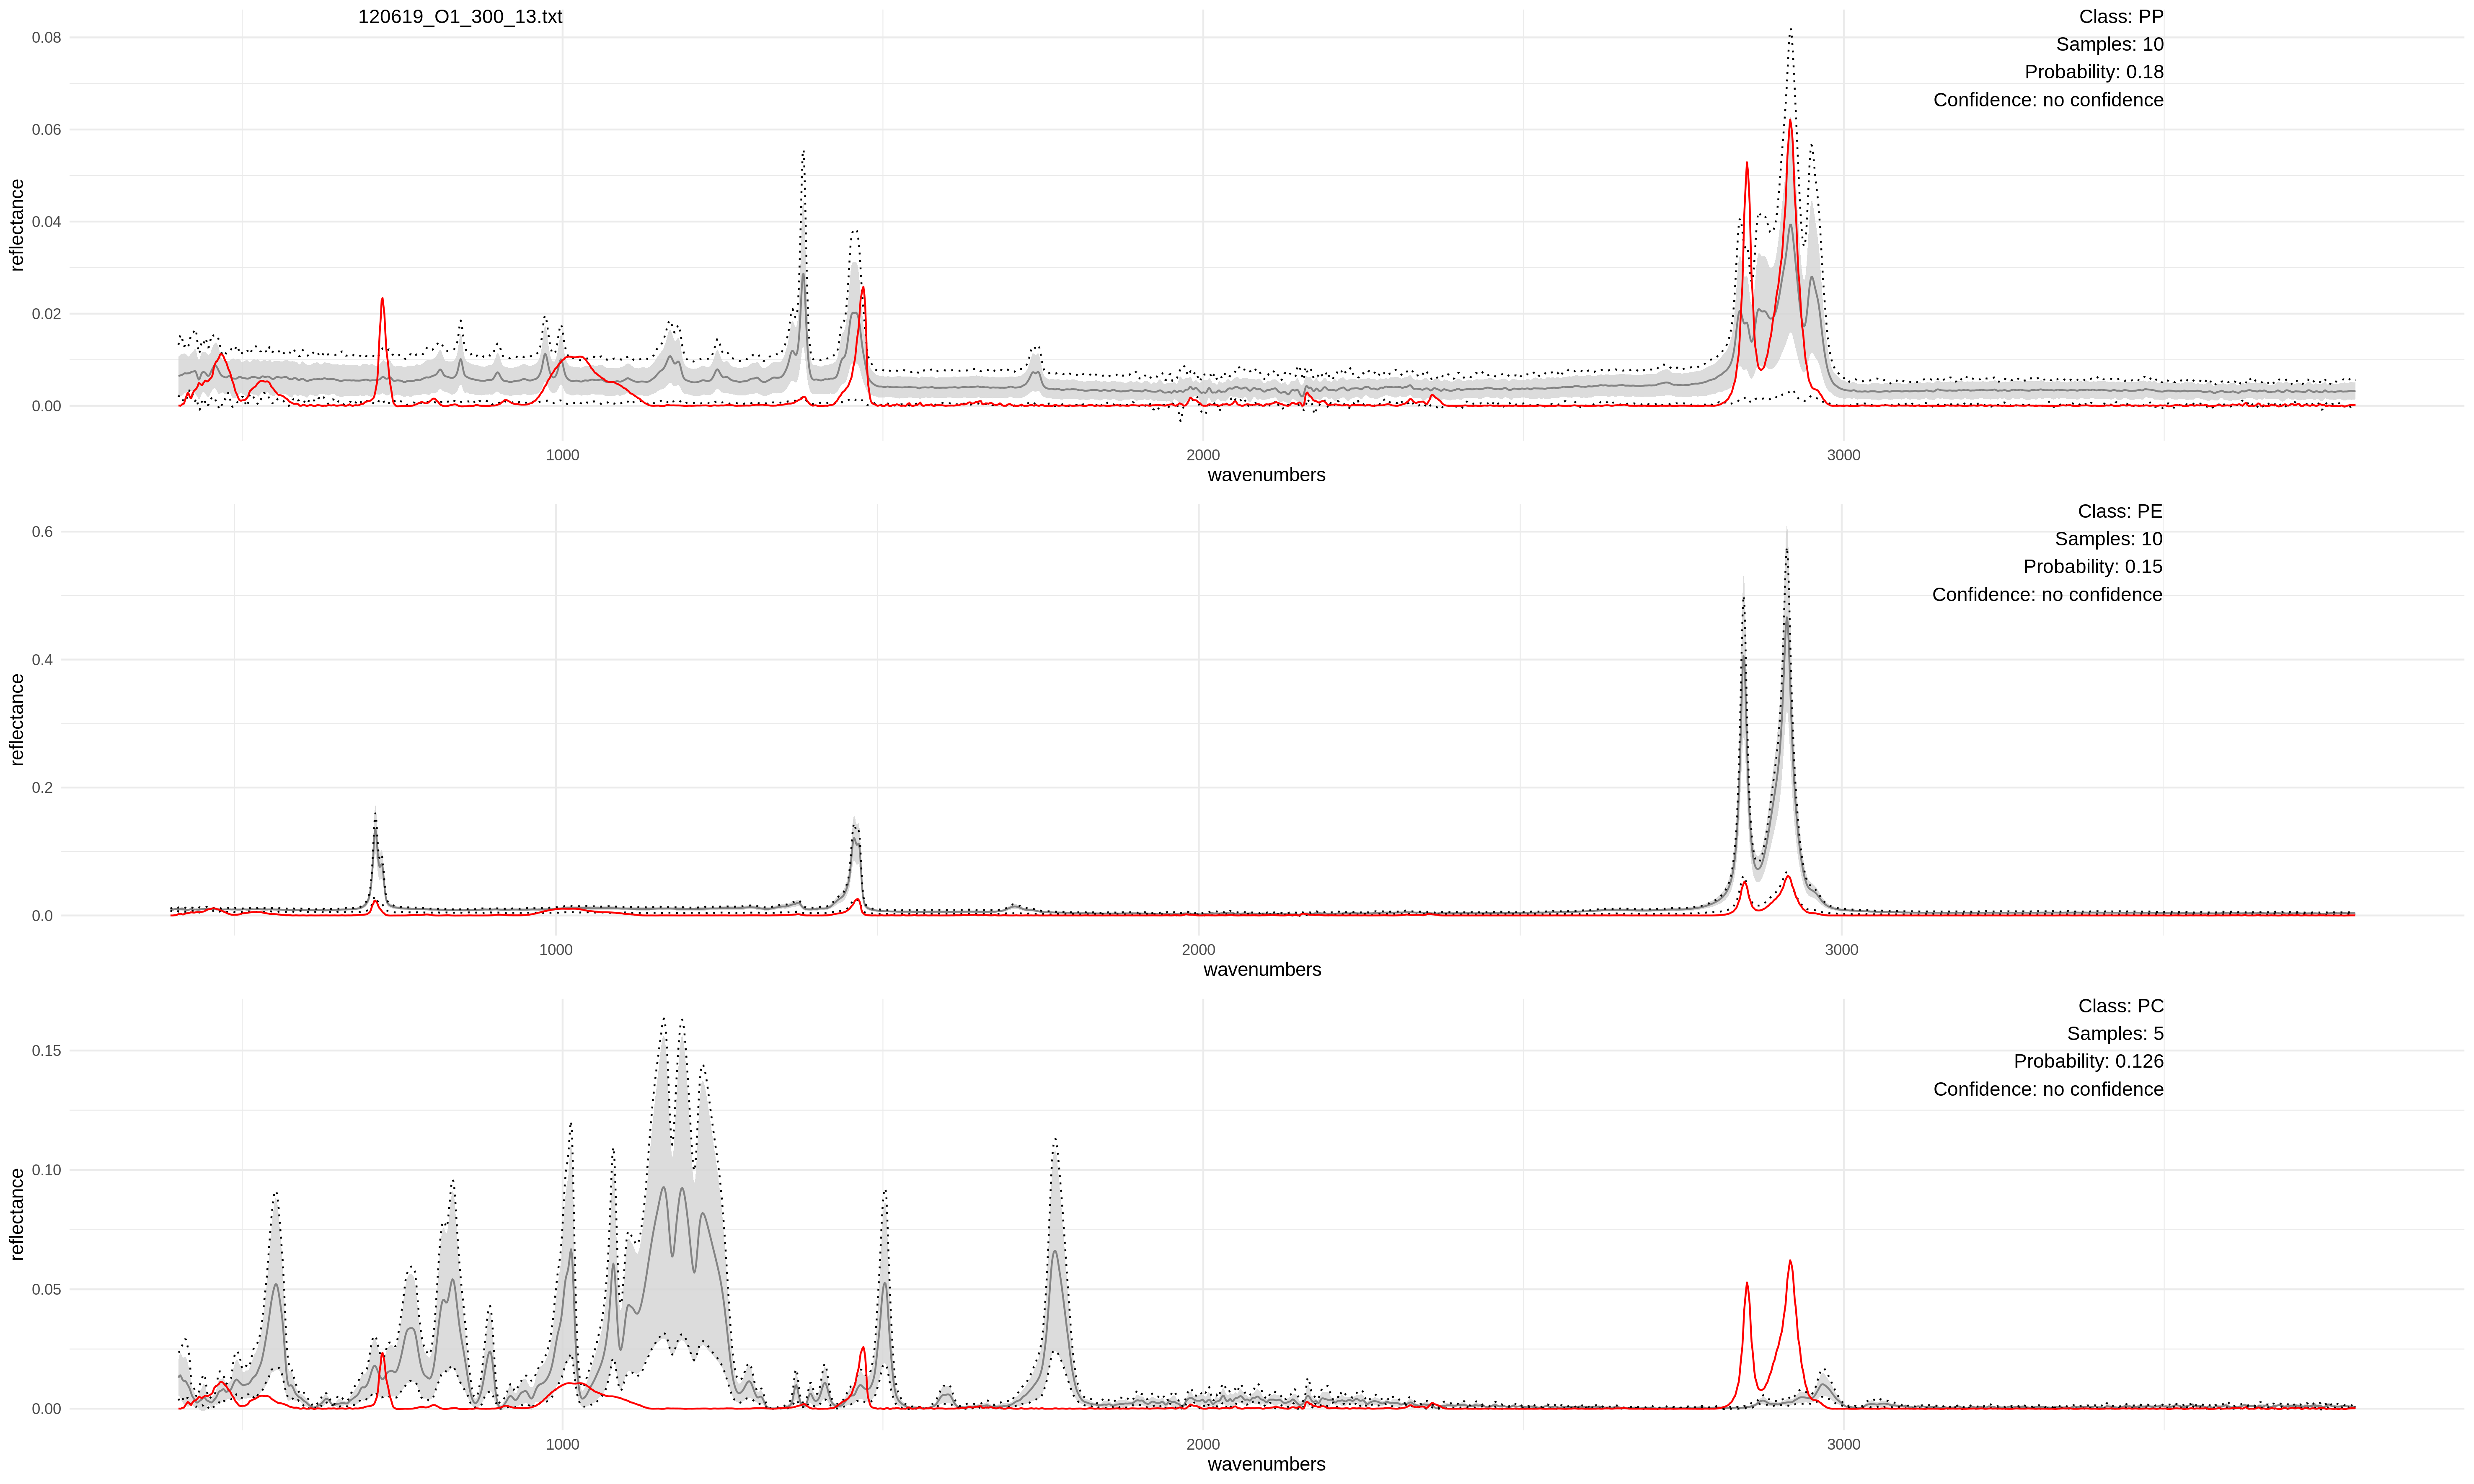 120619_O1_300_13.txt
Class: PP
Samples: 10
Probability: 0.18
Confidence: no confidence
0.08
0.06
0.04
0.02
0.00
reflectance
1000 2000 3000
wavenumbers
Class: PE
Samples: 10
Probability: 0.15
Confidence: no confidence
0.6
0.4
0.2
0.0
reflectance
1000 2000 3000
wavenumbers
Class: PC
Samples: 5
Probability: 0.126
Confidence: no confidence
0.15
0.10
0.05
0.00
reflectance
1000 2000 3000
wavenumbers